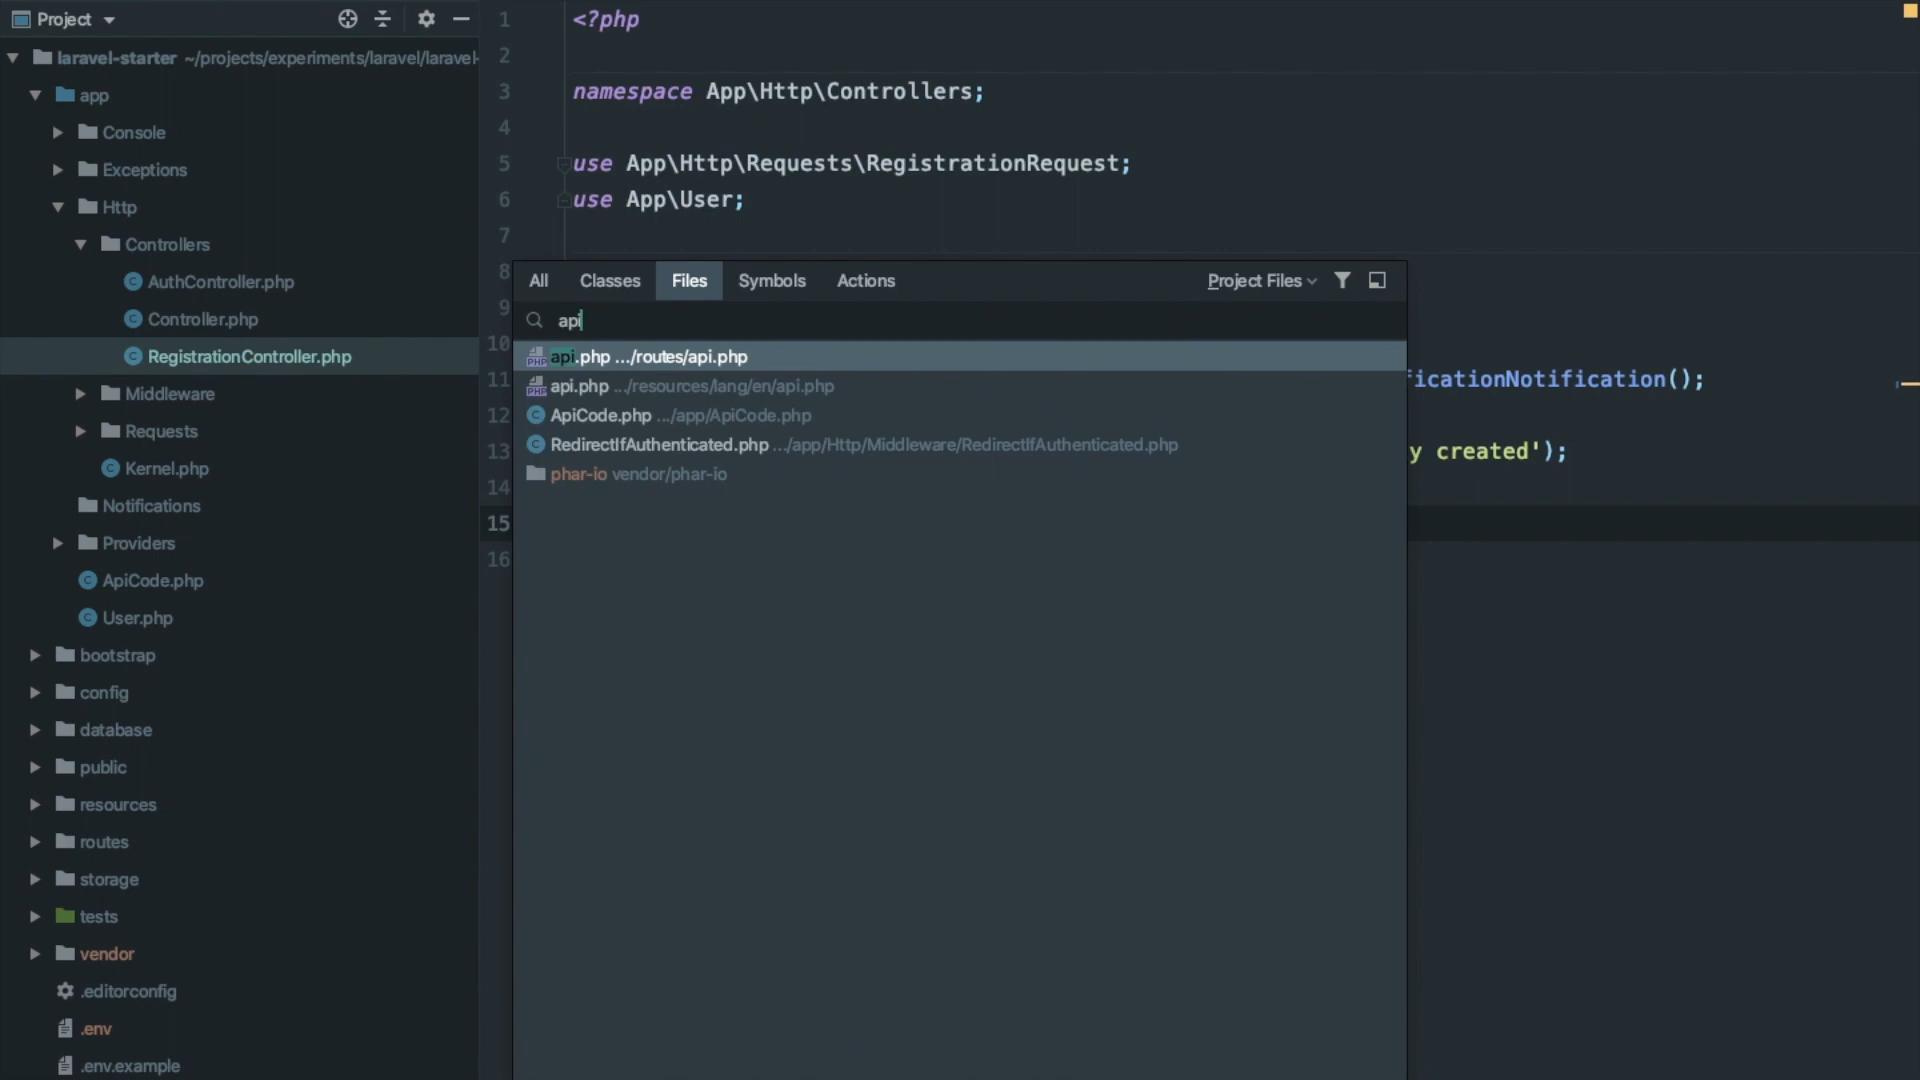 Project
laravel-starter ~/projects/experiments/laravel/laravel-
app
Console
Exceptions
Http
Controllers
AuthController.php
Controller.php
RegistrationController.php
Middleware
Requests
Kernel.php
Notifications
Providers
ApiCode.php
User.php
bootstrap
config
database
public
resources
routes
storage
tests
vendor
.editorconfig
.env
.env.example
1 <?php
2
3 namespace App\Http\Controllers;
4
5 use App\Http\Requests\RegistrationRequest;
6 use App\User;
7
8
9
10
11 ficationNotification();
12
13 y created');
14
15
16
All Classes Files Symbols Actions Project Files
api
api.php .../routes/api.php
api.php .../resources/lang/en/api.php
ApiCode.php .../app/ApiCode.php
RedirectIfAuthenticated.php .../app/Http/Middleware/RedirectIfAuthenticated.php
phar-io vendor/phar-io